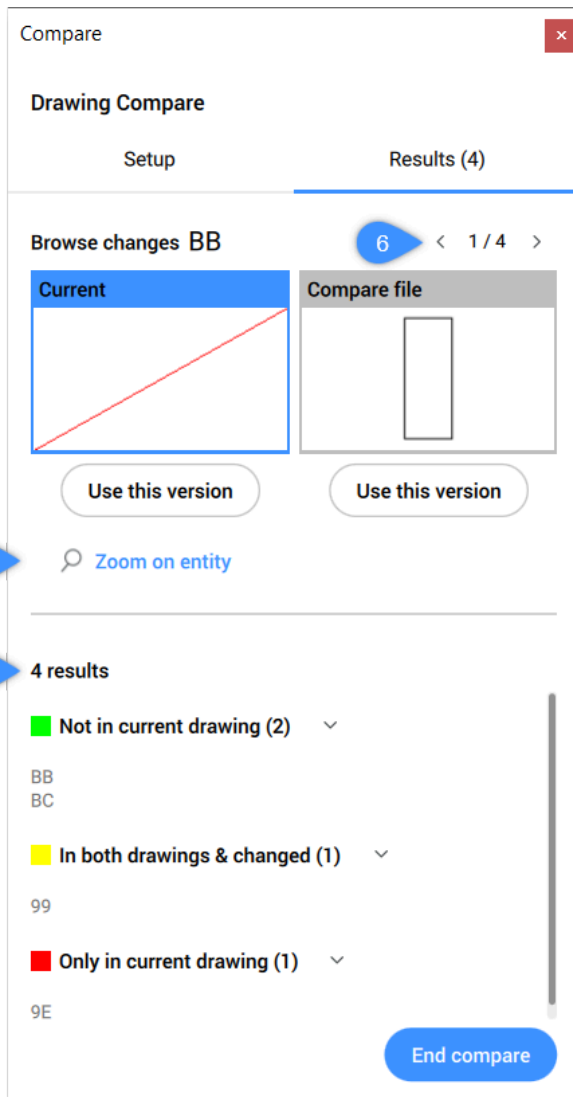 Compare
Drawing Compare
Setup Results (4)
Browse changes BB 6 < 1 / 4 >
Current Compare file
Use this version Use this version
Zoom on entity
4 results
Not in current drawing (2)
BB
BC
In both drawings & changed (1)
99
Only in current drawing (1)
9E
End compare